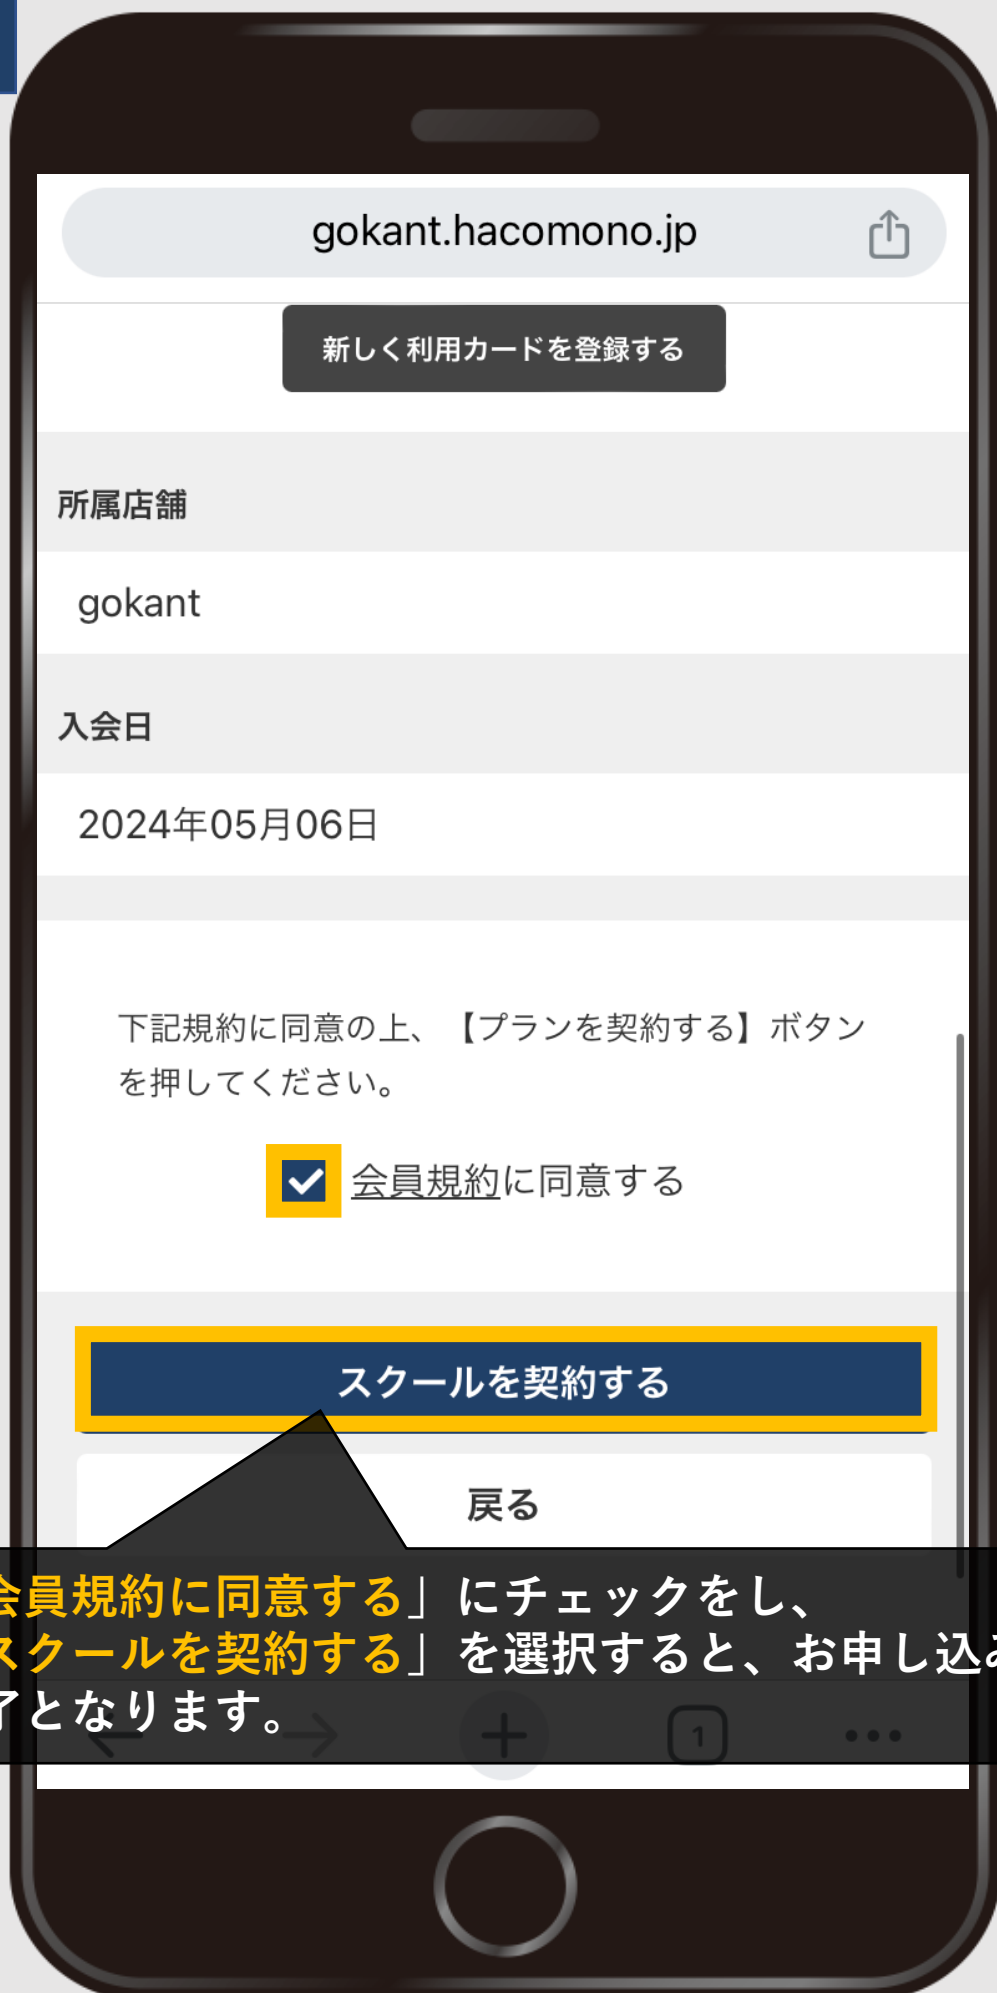 gokant.hacomono.jp
新しく利用カードを登録する
所属店舗
gokant
入会日
2024年05月06日
下記規約に同意の上、【プランを契約する】ボタン
を押してください。
会員規約に同意する
スクールを契約する
戻る
会員規約に同意する」にチェックをし、
スクールを契約する」を選択すると、お申し込み
了となります。
1